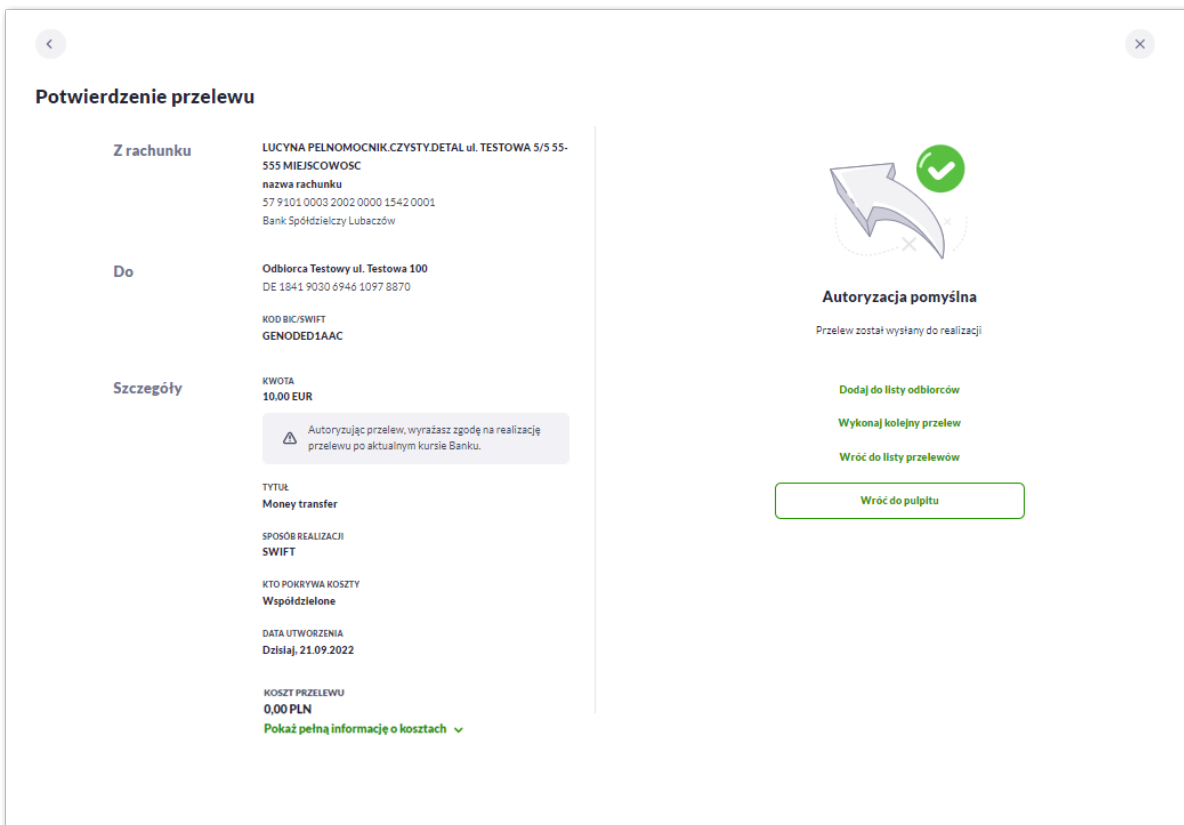 Potwierdzenie przelewu
Z rachunku
LUCYNA PELNOMOCNIK.CZYSTY.DETAL ul. TESTOWA 5/5 55-
555 MIEJSCOWOSC
nazwa rachunku
57 9101 0003 2002 0000 1542 0001
Bank Spółdzielczy Lubaczów
Do
Odbiorca Testowy ul. Testowa 100
DE 1841 9030 6946 1097 8870
KOD BIC/SWIFT
GENODED1AAC
Szczegóły
KWOTA
10,00 EUR
Autoryzując przelew, wyrażasz zgodę na realizację
przelewu po aktualnym kursie Banku.
TYTUŁ
Money transfer
SPOSÓB REALIZACJI
SWIFT
KTO POKRYWA KOSZTY
Współdzielone
DATA UTWORZENIA
Dzisiaj, 21.09.2022
KOSZT PRZELEWU
0,00 PLN
Pokaż pełną informację o kosztach
Autoryzacja pomyślna
Przelew został wysłany do realizacji
Dodaj do listy odbiorców
Wykonaj kolejny przelew
Wróć do listy przelewów
Wróć do pulpitu